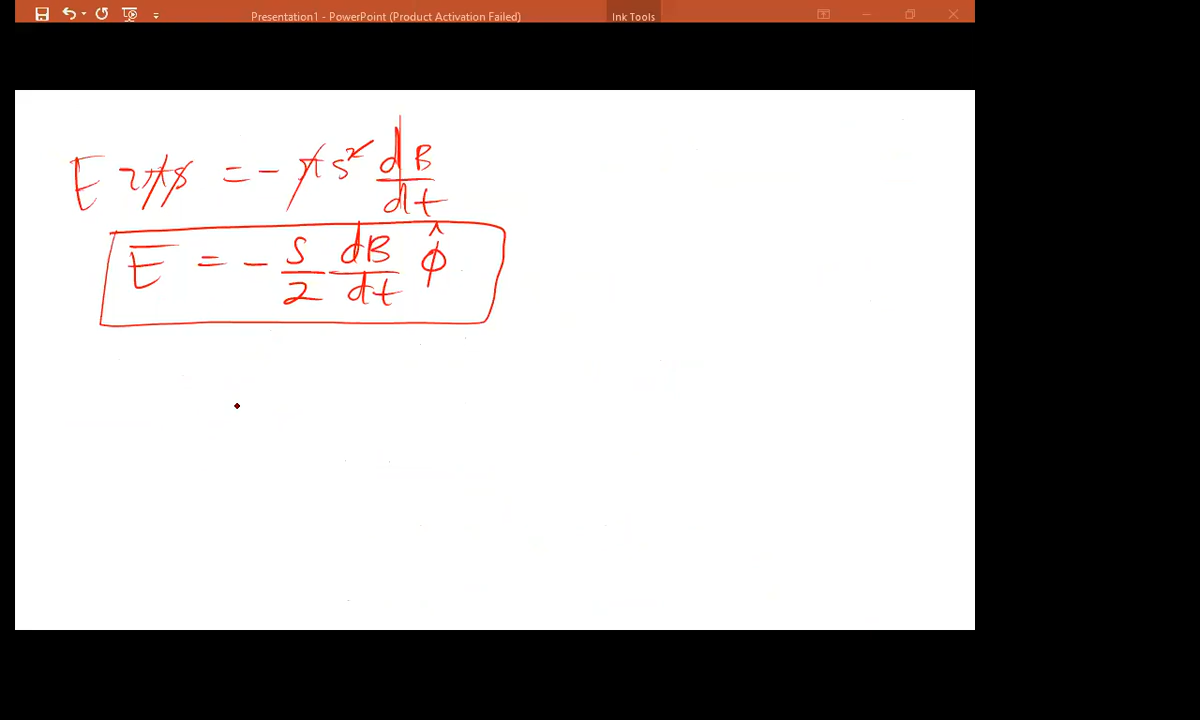 Presentation1 - PowerPoint (Product Activation Failed) Ink Tools
E 2πs = - πs² dB/dt
E̅ = - s/2 dB/dt ϕ̂